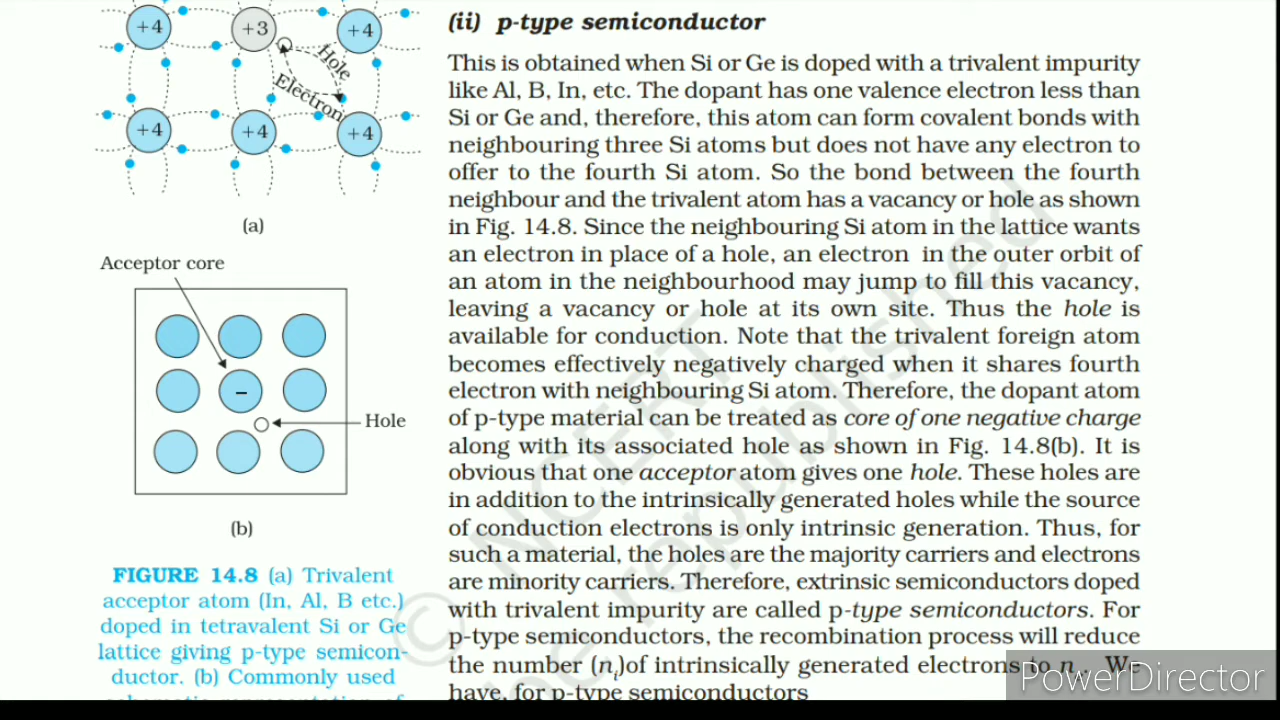 +4
+3
+4
Hole
Electron
+4
+4
+4
(a)
Acceptor core
–
Hole
(b)
FIGURE 14.8 (a) Trivalent
acceptor atom (In, Al, B etc.)
doped in tetravalent Si or Ge
lattice giving p-type semicon-
ductor. (b) Commonly used
(ii) p-type semiconductor
This is obtained when Si or Ge is doped with a trivalent impurity
like Al, B, In, etc. The dopant has one valence electron less than
Si or Ge and, therefore, this atom can form covalent bonds with
neighbouring three Si atoms but does not have any electron to
offer to the fourth Si atom. So the bond between the fourth
neighbour and the trivalent atom has a vacancy or hole as shown
in Fig. 14.8. Since the neighbouring Si atom in the lattice wants
an electron in place of a hole, an electron in the outer orbit of
an atom in the neighbourhood may jump to fill this vacancy,
leaving a vacancy or hole at its own site. Thus the hole is
available for conduction. Note that the trivalent foreign atom
becomes effectively negatively charged when it shares fourth
electron with neighbouring Si atom. Therefore, the dopant atom
of p-type material can be treated as core of one negative charge
along with its associated hole as shown in Fig. 14.8(b). It is
obvious that one acceptor atom gives one hole. These holes are
in addition to the intrinsically generated holes while the source
of conduction electrons is only intrinsic generation. Thus, for
such a material, the holes are the majority carriers and electrons
are minority carriers. Therefore, extrinsic semiconductors doped
with trivalent impurity are called p-type semiconductors. For
p-type semiconductors, the recombination process will reduce
the number (ni)of intrinsically generated electrons to n We
have, for p-type semiconductors
© NCERT
be republished
PowerDirector